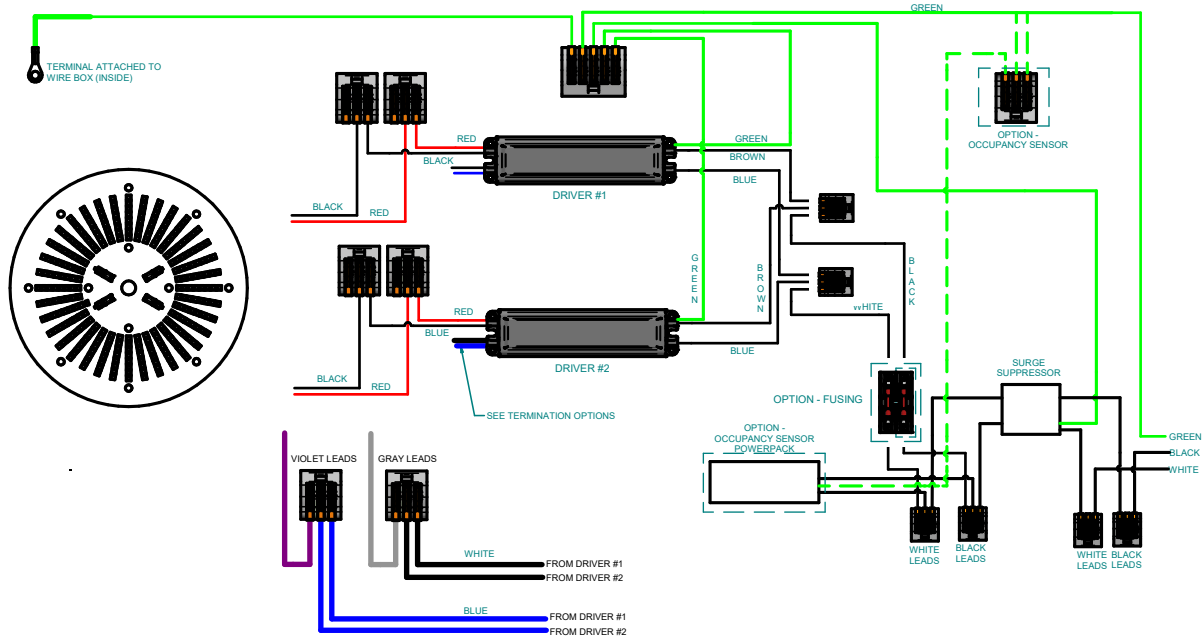 GREEN
TERMINAL ATTACHED TO
WIRE BOX (INSIDE)
OPTION -
OCCUPANCY SENSOR
RED
BLACK
GREEN
BROWN
BLUE
DRIVER #1
BLACK
RED
GREEN
BROWN
BLACK
WHITE
RED
BLUE
BLUE
DRIVER #2
BLACK
RED
SEE TERMINATION OPTIONS
SURGE
SUPPRESSOR
OPTION - FUSING
OPTION -
OCCUPANCY SENSOR
POWERPACK
GREEN
BLACK
WHITE
VIOLET LEADS
GRAY LEADS
WHITE
LEADS
BLACK
LEADS
WHITE
LEADS
BLACK
LEADS
WHITE
FROM DRIVER #1
FROM DRIVER #2
BLUE
FROM DRIVER #1
FROM DRIVER #2